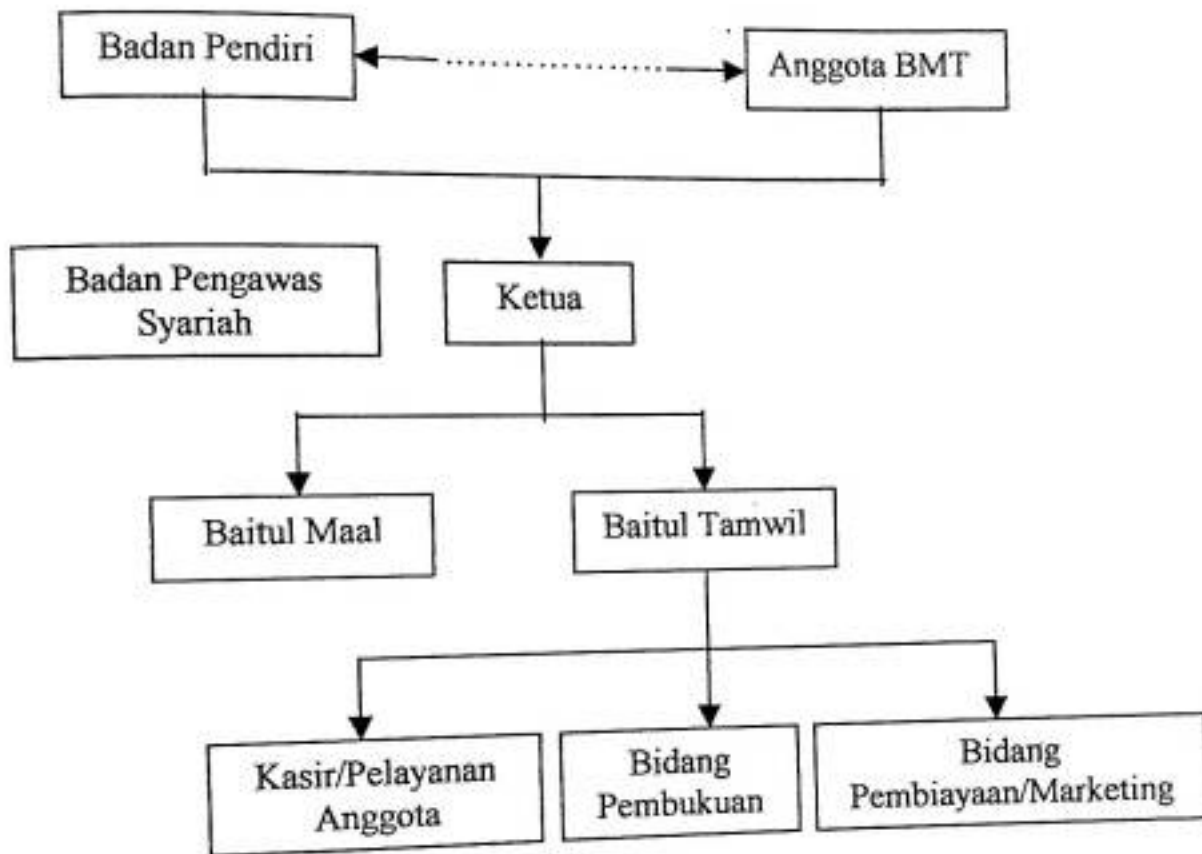 Badan Pendiri
Anggota BMT
Badan Pengawas
Syariah
Ketua
Baitul Maal
Baitul Tamwil
Kasir/Pelayanan
Anggota
Bidang
Pembukuan
Bidang
Pembiayaan/Marketing